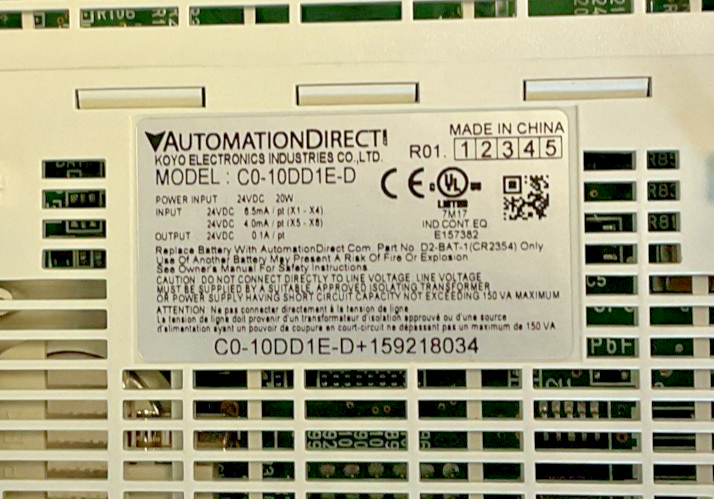 R106
AUTOMATIONDIRECT
KOYO ELECTRONICS INDUSTRIES CO.,LTD.
MADE IN CHINA
R01. 1 2 3 4 5
MODEL : C0-10DD1E-D
CE
UL
LISTED
7M17
IND CONT EQ
E157382
POWER INPUT 24VDC 20W
INPUT 24VDC 6.5mA / pt (X1 - X4)
24VDC 4.0mA / pt (X5 - X8)
OUTPUT 24VDC 0.1A / pt
Replace Battery With AutomationDirect Com. Part No. D2-BAT-1(CR2354) Only
Use Of Another Battery May Present A Risk Of Fire Or Explosion
See Owner's Manual For Safety Instructions
CAUTION DO NOT CONNECT DIRECTLY TO LINE VOLTAGE. LINE VOLTAGE
MUST BE SUPPLIED BY A SUITABLE, APPROVED ISOLATING TRANSFORMER
OR POWER SUPPLY HAVING SHORT CIRCUIT CAPACITY NOT EXCEEDING 150 VA MAXIMUM
ATTENTION Ne pas connecter directement à la tension de ligne
La tension de ligne doit provenir d'un transformateur d'isolation approuvé ou d'une source
d'alimentation ayant un pouvoir de coupure en court-circuit ne dépassant pas un maximum de 150 VA
C0-10DD1E-D+159218034
R83
R81